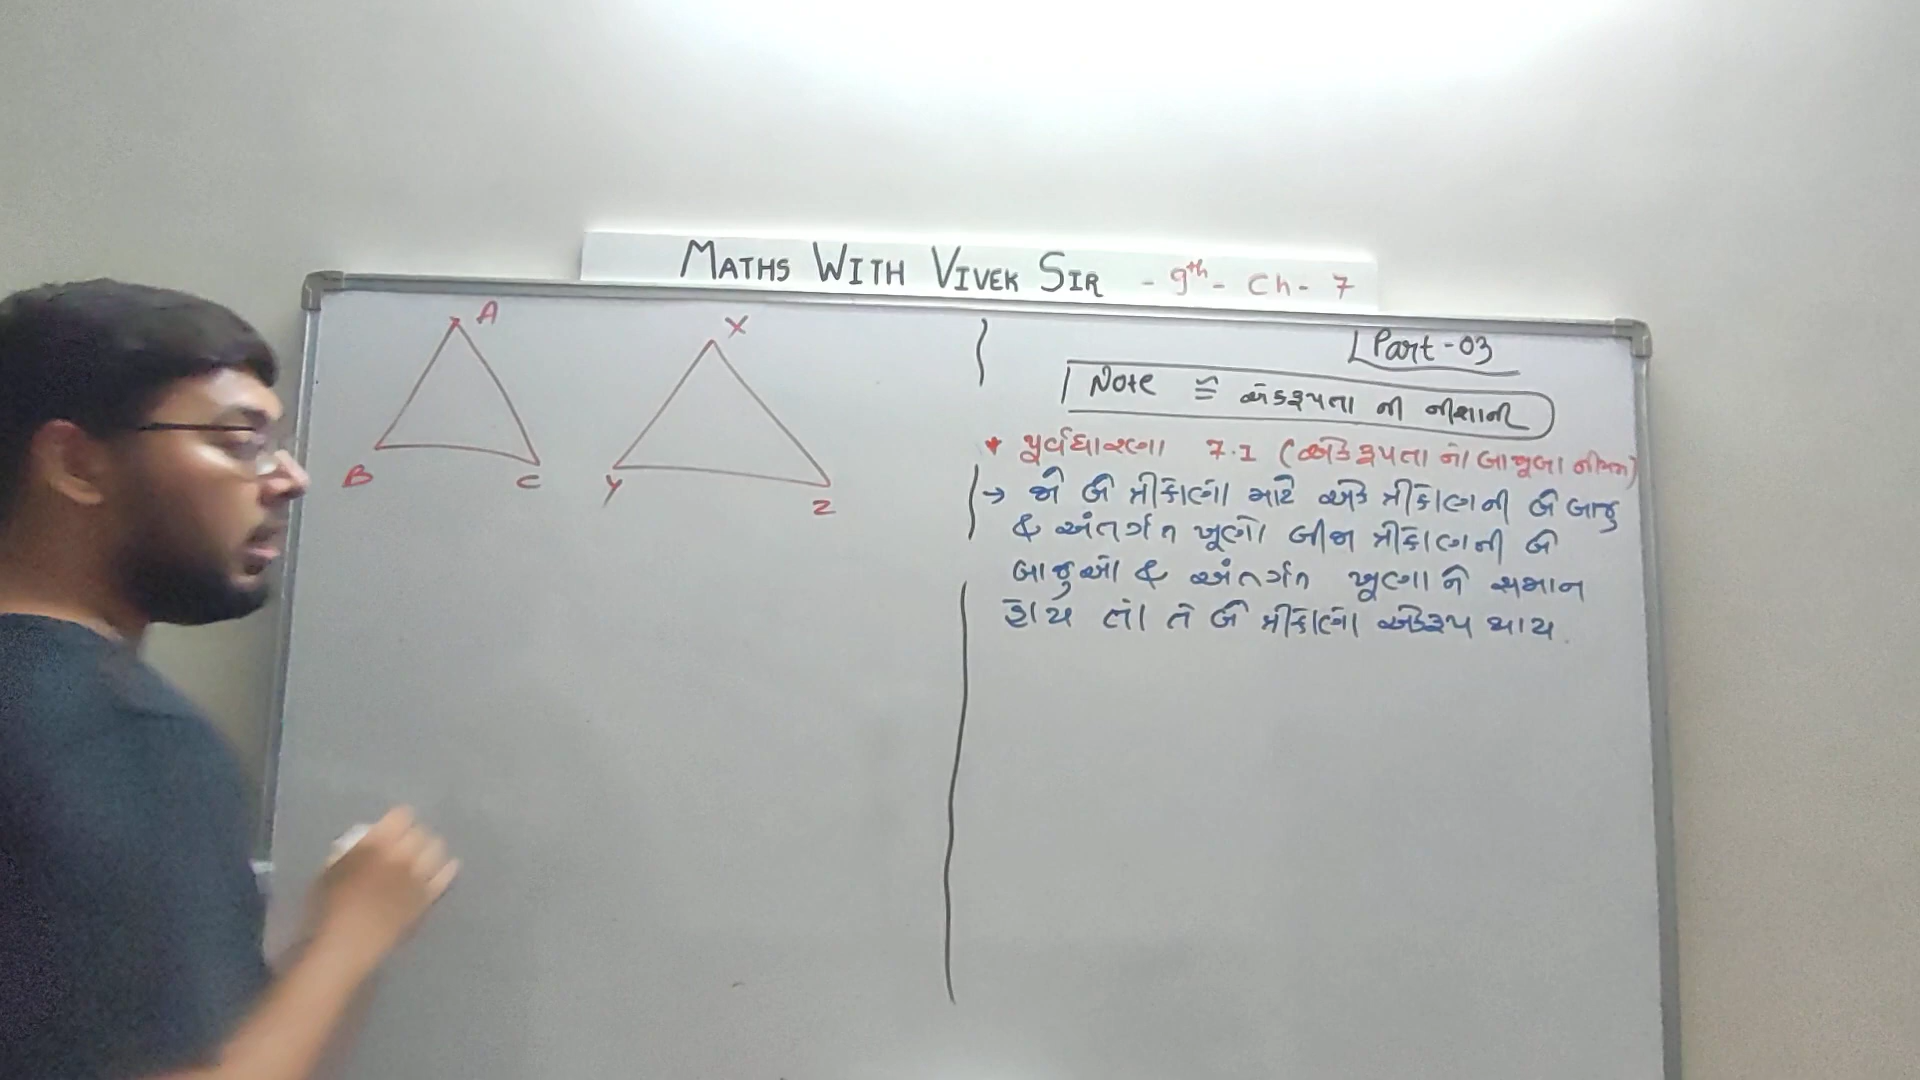 MATHS WITH VIVEK SIR - 9th - Ch - 7
A
X
B
C
Y
Z
Part - 03
Note ≅ એકરૂપતા ની નીશાની
* પૂર્વધારણા 7.1 (એકરૂપતા નો બાખૂબા નીયમ)
→ જો બે ત્રીકોણો માટે એક ત્રીકોણની બે બાજુ
& અંતર્ગત ખૂણો બીજા ત્રીકોણની બે
બાજુઓ & અંતર્ગત ખૂણા ને સમાન
હોય તો તે બે ત્રીકોણો એકરૂપ થાય.